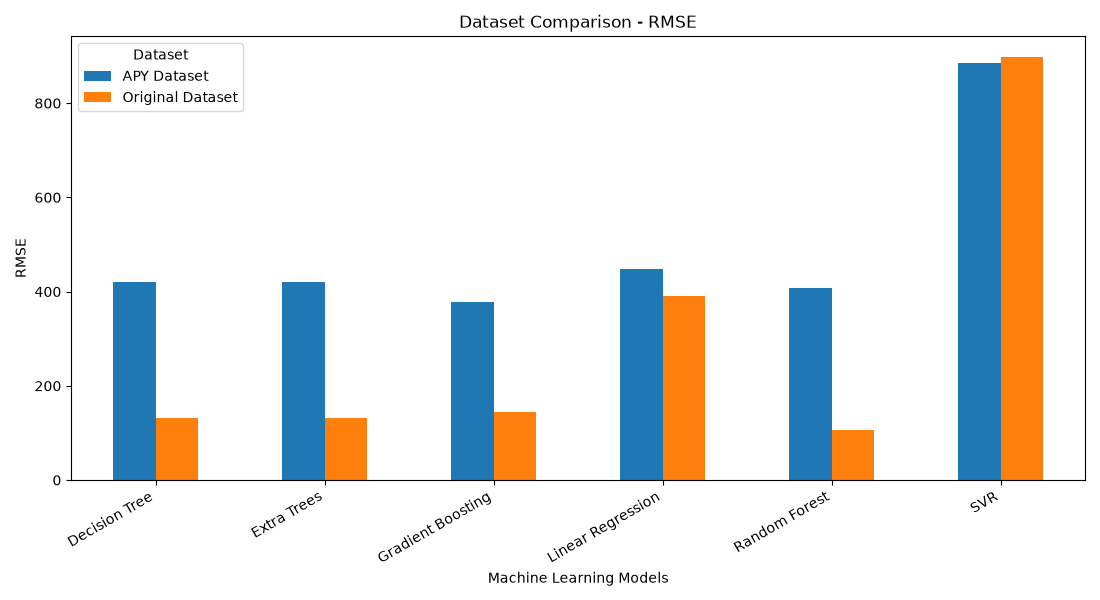 Dataset Comparison - RMSE
Dataset
APY Dataset
Original Dataset
RMSE
800
600
400
200
0
Decision Tree
Extra Trees
Gradient Boosting
Linear Regression
Random Forest
SVR
Machine Learning Models